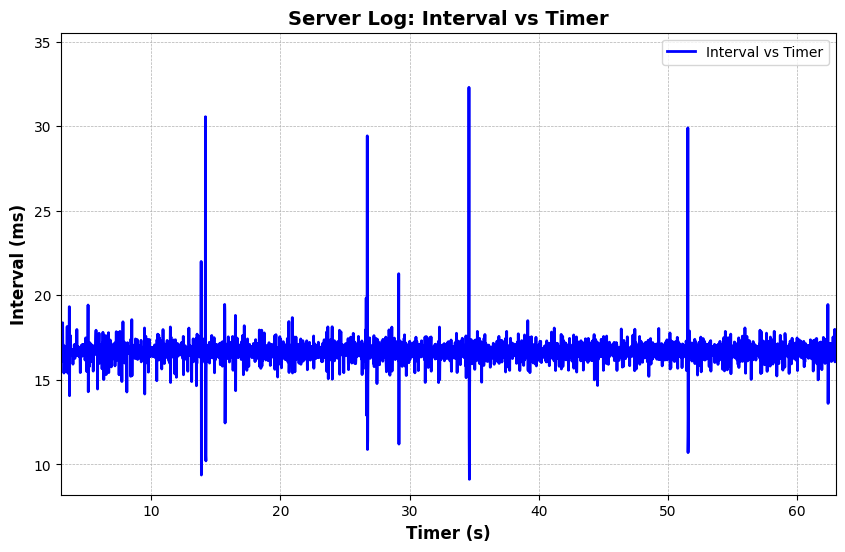 Server Log: Interval vs Timer
Interval vs Timer
35
30
25
20
15
10
Interval (ms)
10 20 30 40 50 60
Timer (s)